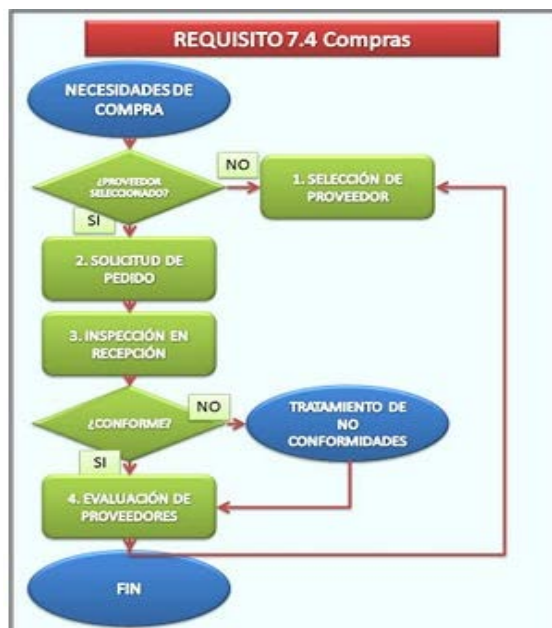 REQUISITO 7.4 Compras
NECESIDADES DE
COMPRA
¿PROVEEDOR
SELECCIONADO?
NO
1. SELECCIÓN DE
PROVEEDOR
SI
2. SOLICITUD DE
PEDIDO
3. INSPECCIÓN EN
RECEPCIÓN
¿CONFORME?
NO
TRATAMIENTO DE
NO
CONFORMIDADES
SI
4. EVALUACIÓN DE
PROVEEDORES
FIN